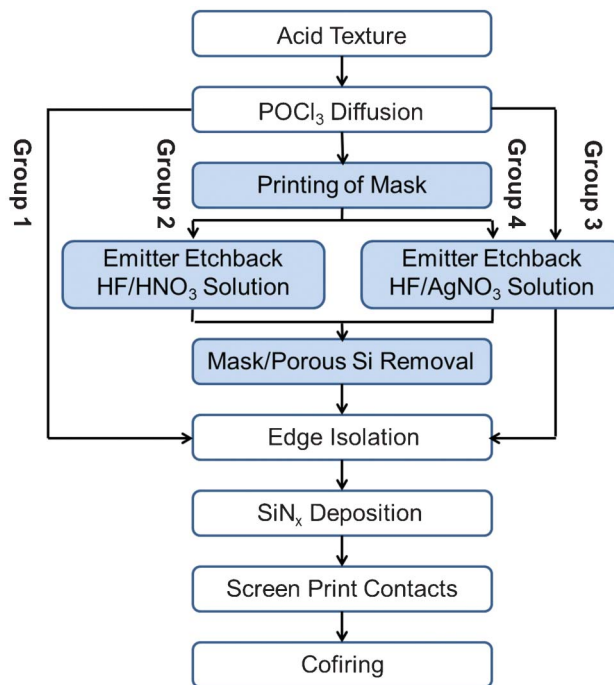 Acid Texture
POCl₃ Diffusion
Group 1
Group 2
Printing of Mask
Group 4
Group 3
Emitter Etchback
HF/HNO₃ Solution
Emitter Etchback
HF/AgNO₃ Solution
Mask/Porous Si Removal
Edge Isolation
SiNₓ Deposition
Screen Print Contacts
Cofiring